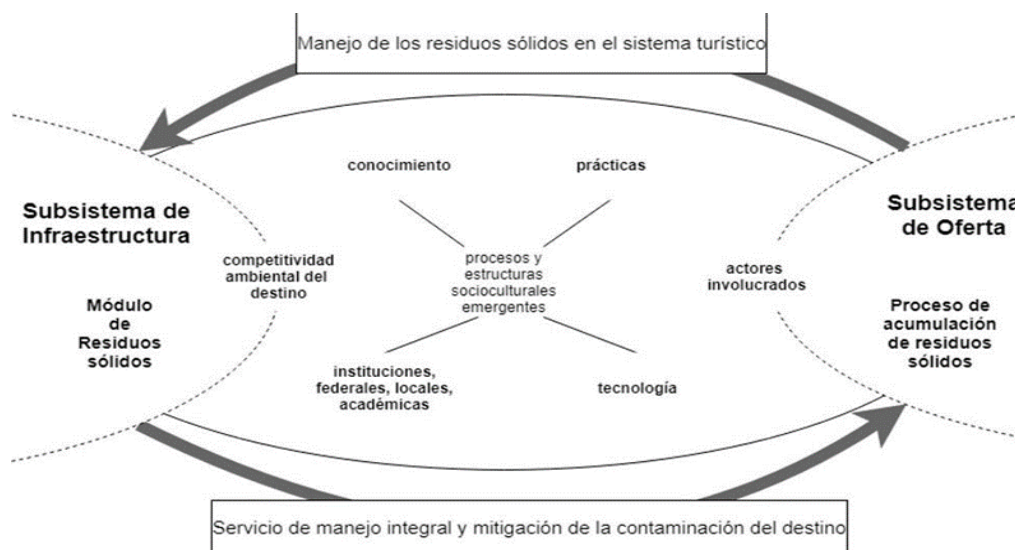 Manejo de los residuos sólidos en el sistema turístico
conocimiento
prácticas
Subsistema de
Infraestructura
Subsistema
de Oferta
competitividad
ambiental del
destino
procesos y
estructuras
socioculturales
emergentes
actores
involucrados
Módulo
de
Residuos
sólidos
Proceso de
acumulación
de residuos
sólidos
instituciones,
federales, locales,
académicas
tecnología
Servicio de manejo integral y mitigación de la contaminación del destino